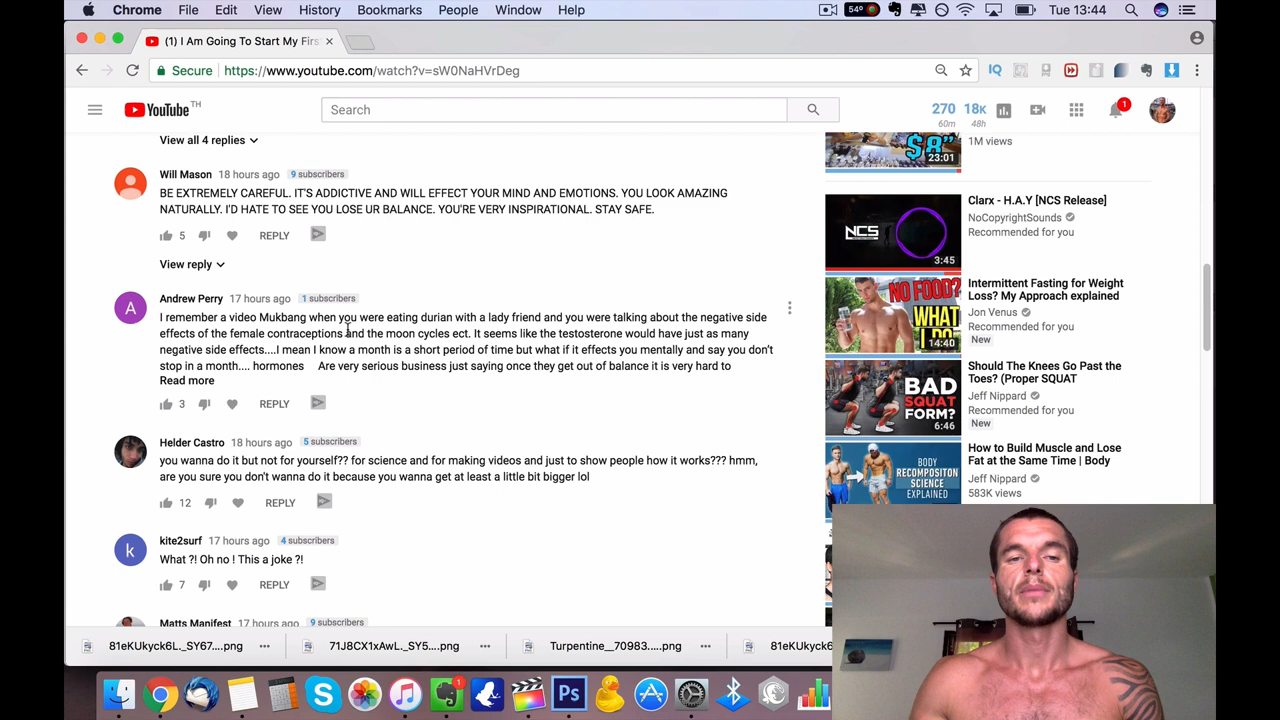 Chrome File Edit View History Bookmarks People Window Help
54° Tue 13:44
(1) I Am Going To Start My Firs
Secure https://www.youtube.com/watch?v=sW0NaHVrDeg
YouTube TH
Search
270 18K
60m 48h
1
View all 4 replies
Will Mason 18 hours ago 9 subscribers
BE EXTREMELY CAREFUL. IT'S ADDICTIVE AND WILL EFFECT YOUR MIND AND EMOTIONS. YOU LOOK AMAZING
NATURALLY. I'D HATE TO SEE YOU LOSE UR BALANCE. YOU'RE VERY INSPIRATIONAL. STAY SAFE.
5 REPLY
View reply
A
Andrew Perry 17 hours ago 1 subscribers
I remember a video Mukbang when you were eating durian with a lady friend and you were talking about the negative side
effects of the female contraceptions and the moon cycles ect. It seems like the testosterone would have just as many
negative side effects....I mean I know a month is a short period of time but what if it effects you mentally and say you don't
stop in a month.... hormones Are very serious business just saying once they get out of balance it is very hard to
Read more
3 REPLY
Helder Castro 18 hours ago 5 subscribers
you wanna do it but not for yourself?? for science and for making videos and just to show people how it works??? hmm,
are you sure you don't wanna do it because you wanna get at least a little bit bigger lol
12 REPLY
k
kite2surf 17 hours ago 4 subscribers
What ?! Oh no ! This a joke ?!
7 REPLY
Matts Manifest 17 hours ago 9 subscribers
$8"
23:01
1M views
NCS
3:45
Clarx - H.A.Y [NCS Release]
NoCopyrightSounds
Recommended for you
NO FOOD?
WHAT
I DO
14:40
Intermittent Fasting for Weight
Loss? My Approach explained
Jon Venus
Recommended for you
New
BAD
SQUAT
FORM?
6:46
Should The Knees Go Past the
Toes? (Proper SQUAT
Jeff Nippard
Recommended for you
New
BODY
RECOMPOSITON
SCIENCE
EXPLAINED
How to Build Muscle and Lose
Fat at the Same Time | Body
Jeff Nippard
583K views
81eKUkyck6L._SY67....png
71J8CX1xAwL._SY5....png
Turpentine__70983.....png
81eKUkyck6
1